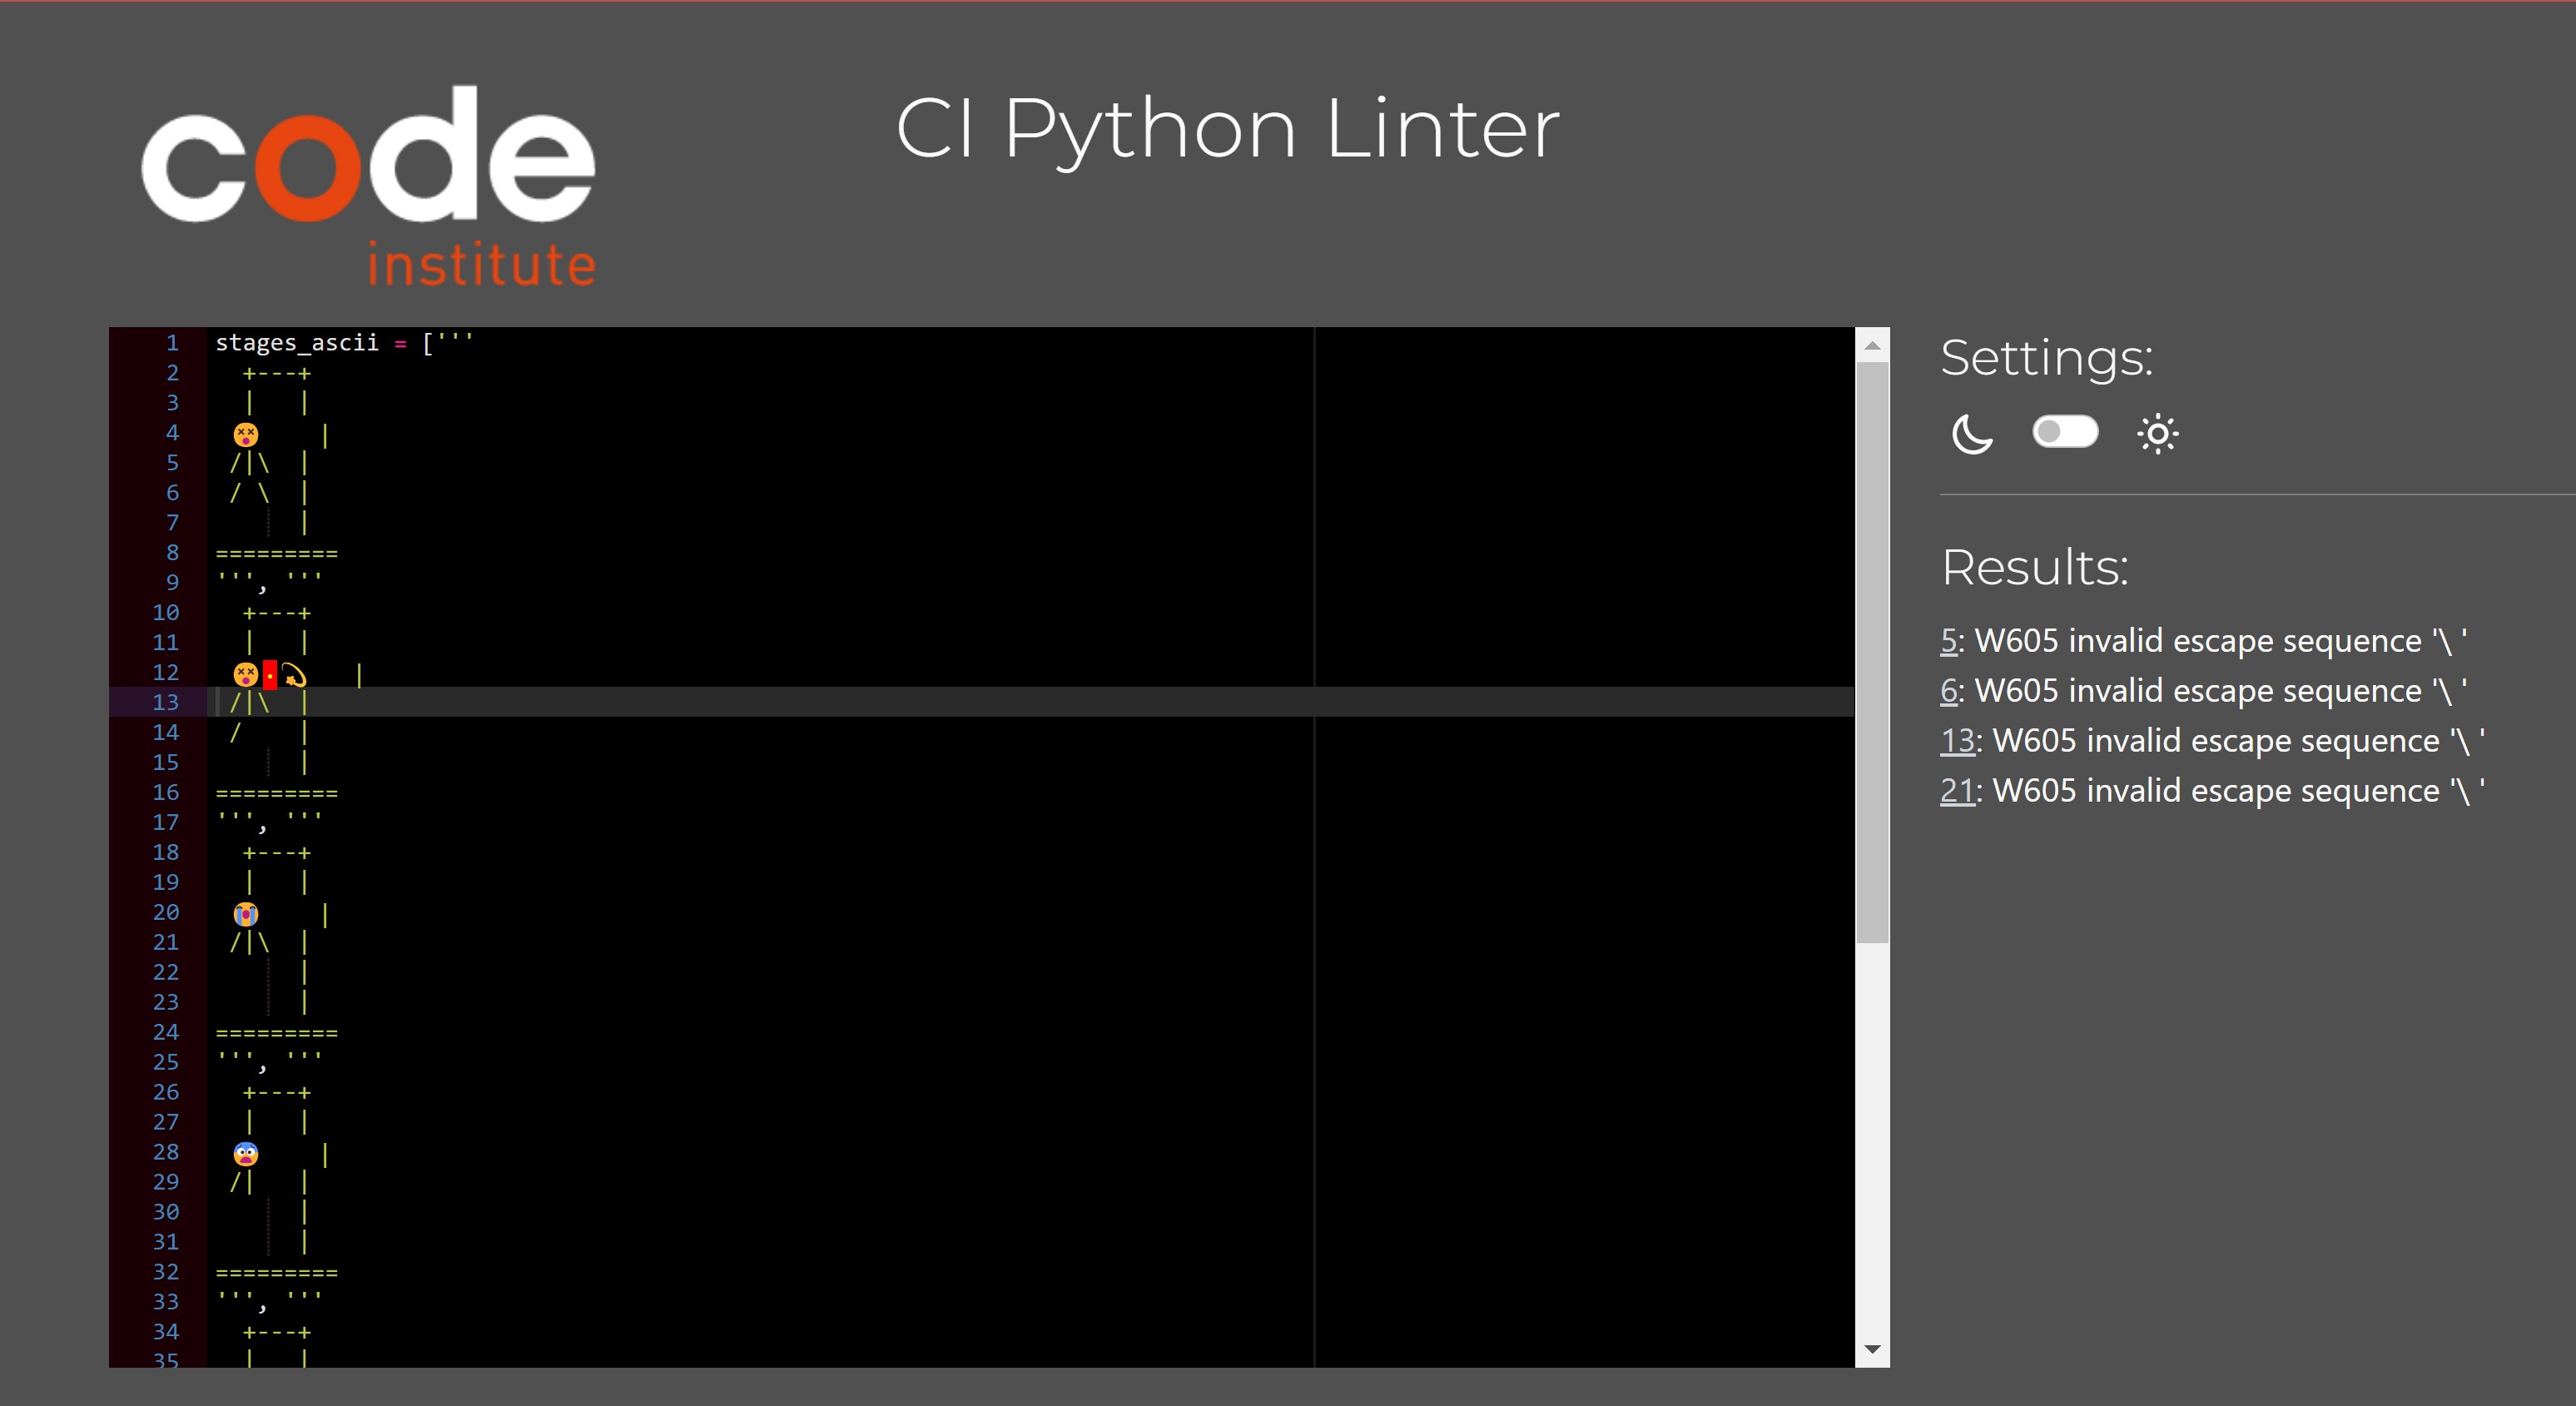 code
institute
CI Python Linter
1 stages_ascii = ['''
2   +---+
3   |   |
4  😵     |
5  /|\  |
6  / \  |
7       |
8 =========
9 ''', '''
10   +---+
11   |   |
12  😵·💫    |
13  /|\  |
14  /    |
15       |
16 =========
17 ''', '''
18   +---+
19   |   |
20  😭     |
21  /|\  |
22       |
23       |
24 =========
25 ''', '''
26   +---+
27   |   |
28  😨     |
29  /|   |
30       |
31       |
32 =========
33 ''', '''
34   +---+
35   |   |
Settings:
Results:
5: W605 invalid escape sequence '\ '
6: W605 invalid escape sequence '\ '
13: W605 invalid escape sequence '\ '
21: W605 invalid escape sequence '\ '